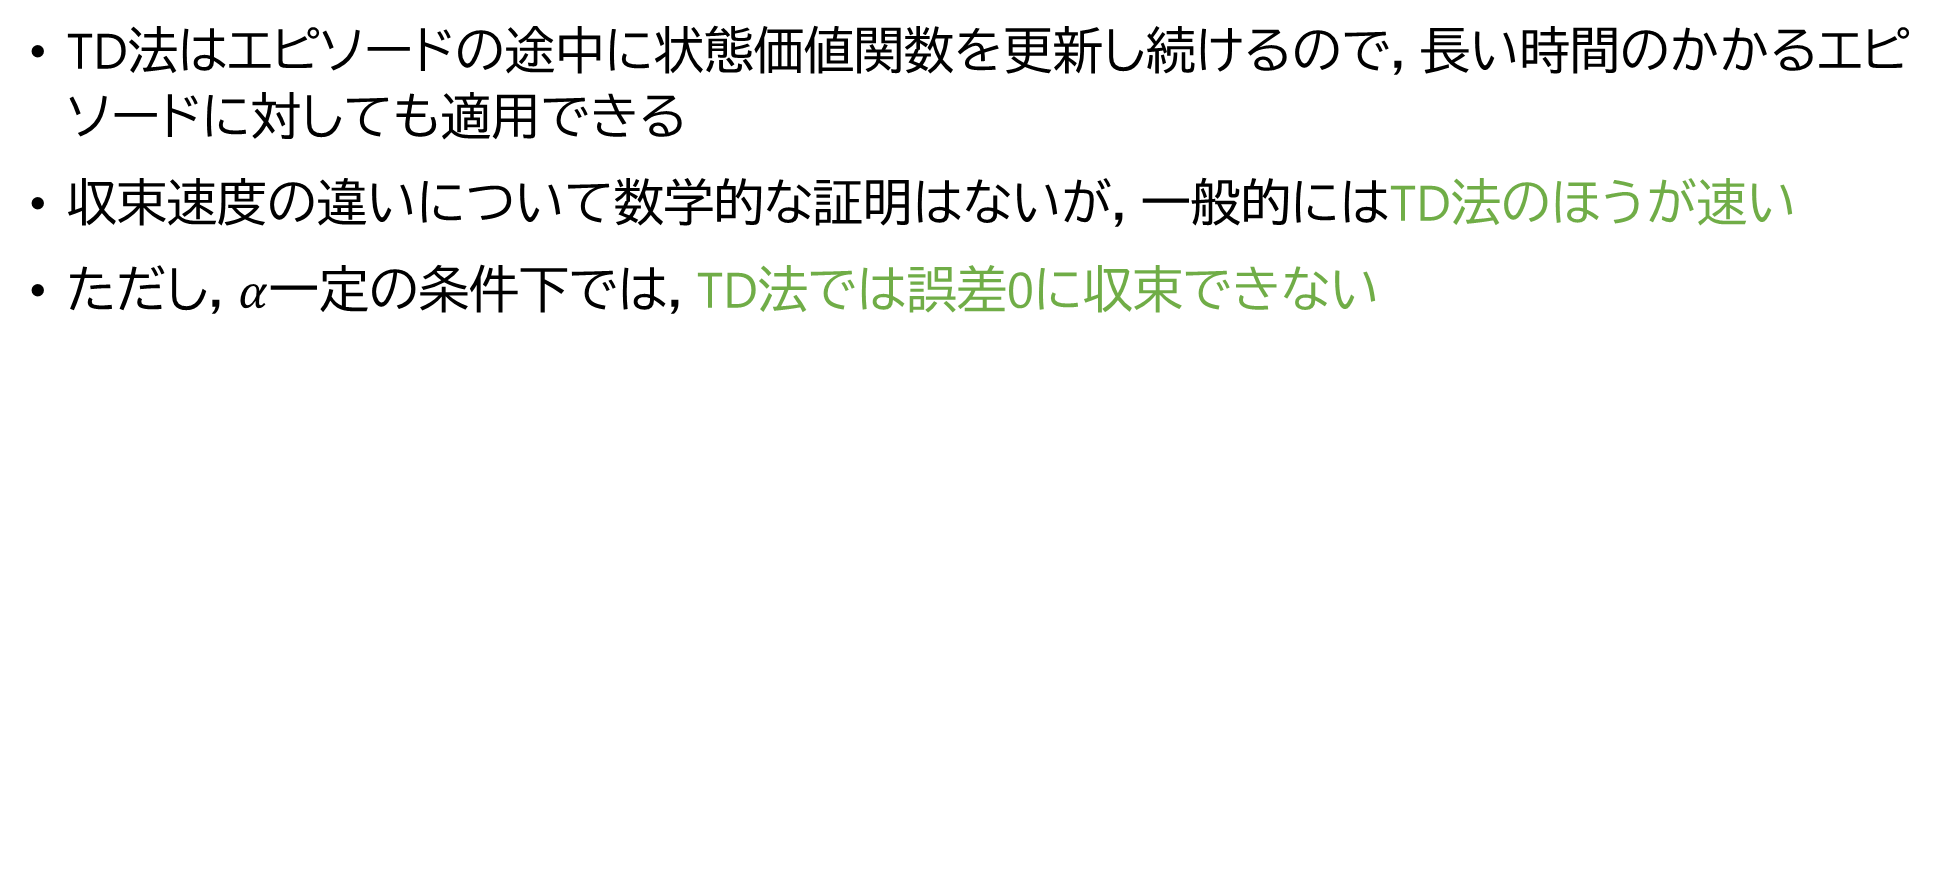 • TD法はエピソードの途中に状態価値関数を更新し続けるので, 長い時間のかかるエピ
ソードに対しても適用できる
• 収束速度の違いについて数学的な証明はないが, 一般的にはTD法のほうが速い
• ただし, α一定の条件下では, TD法では誤差0に収束できない